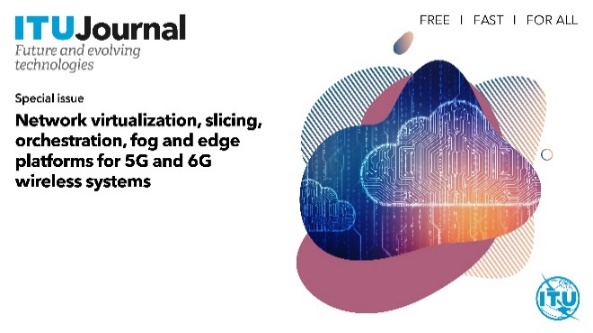 ITUJournal
Future and evolving
technologies
FREE I FAST I FOR ALL
Special issue
Network virtualization, slicing,
orchestration, fog and edge
platforms for 5G and 6G
wireless systems
ITU